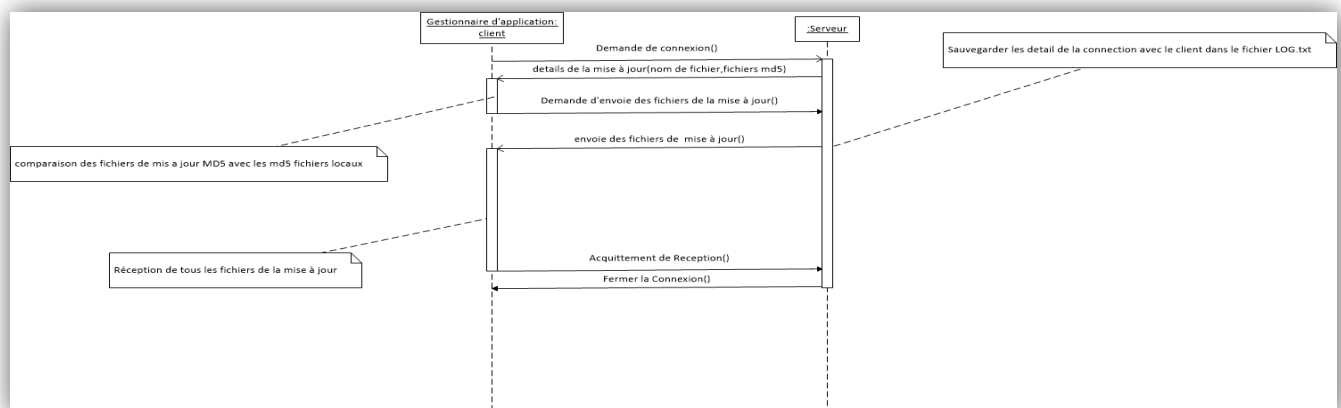 Gestionnaire d'application:
client
:Serveur
Demande de connexion()
Sauvegarder les detail de la connection avec le client dans le fichier LOG.txt
details de la mise à jour(nom de fichier,fichiers md5)
Demande d'envoie des fichiers de la mise à jour()
envoie des fichiers de mise à jour()
comparaison des fichiers de mis a jour MD5 avec les md5 fichiers locaux
Acquittement de Reception()
Réception de tous les fichiers de la mise à jour
Fermer la Connexion()